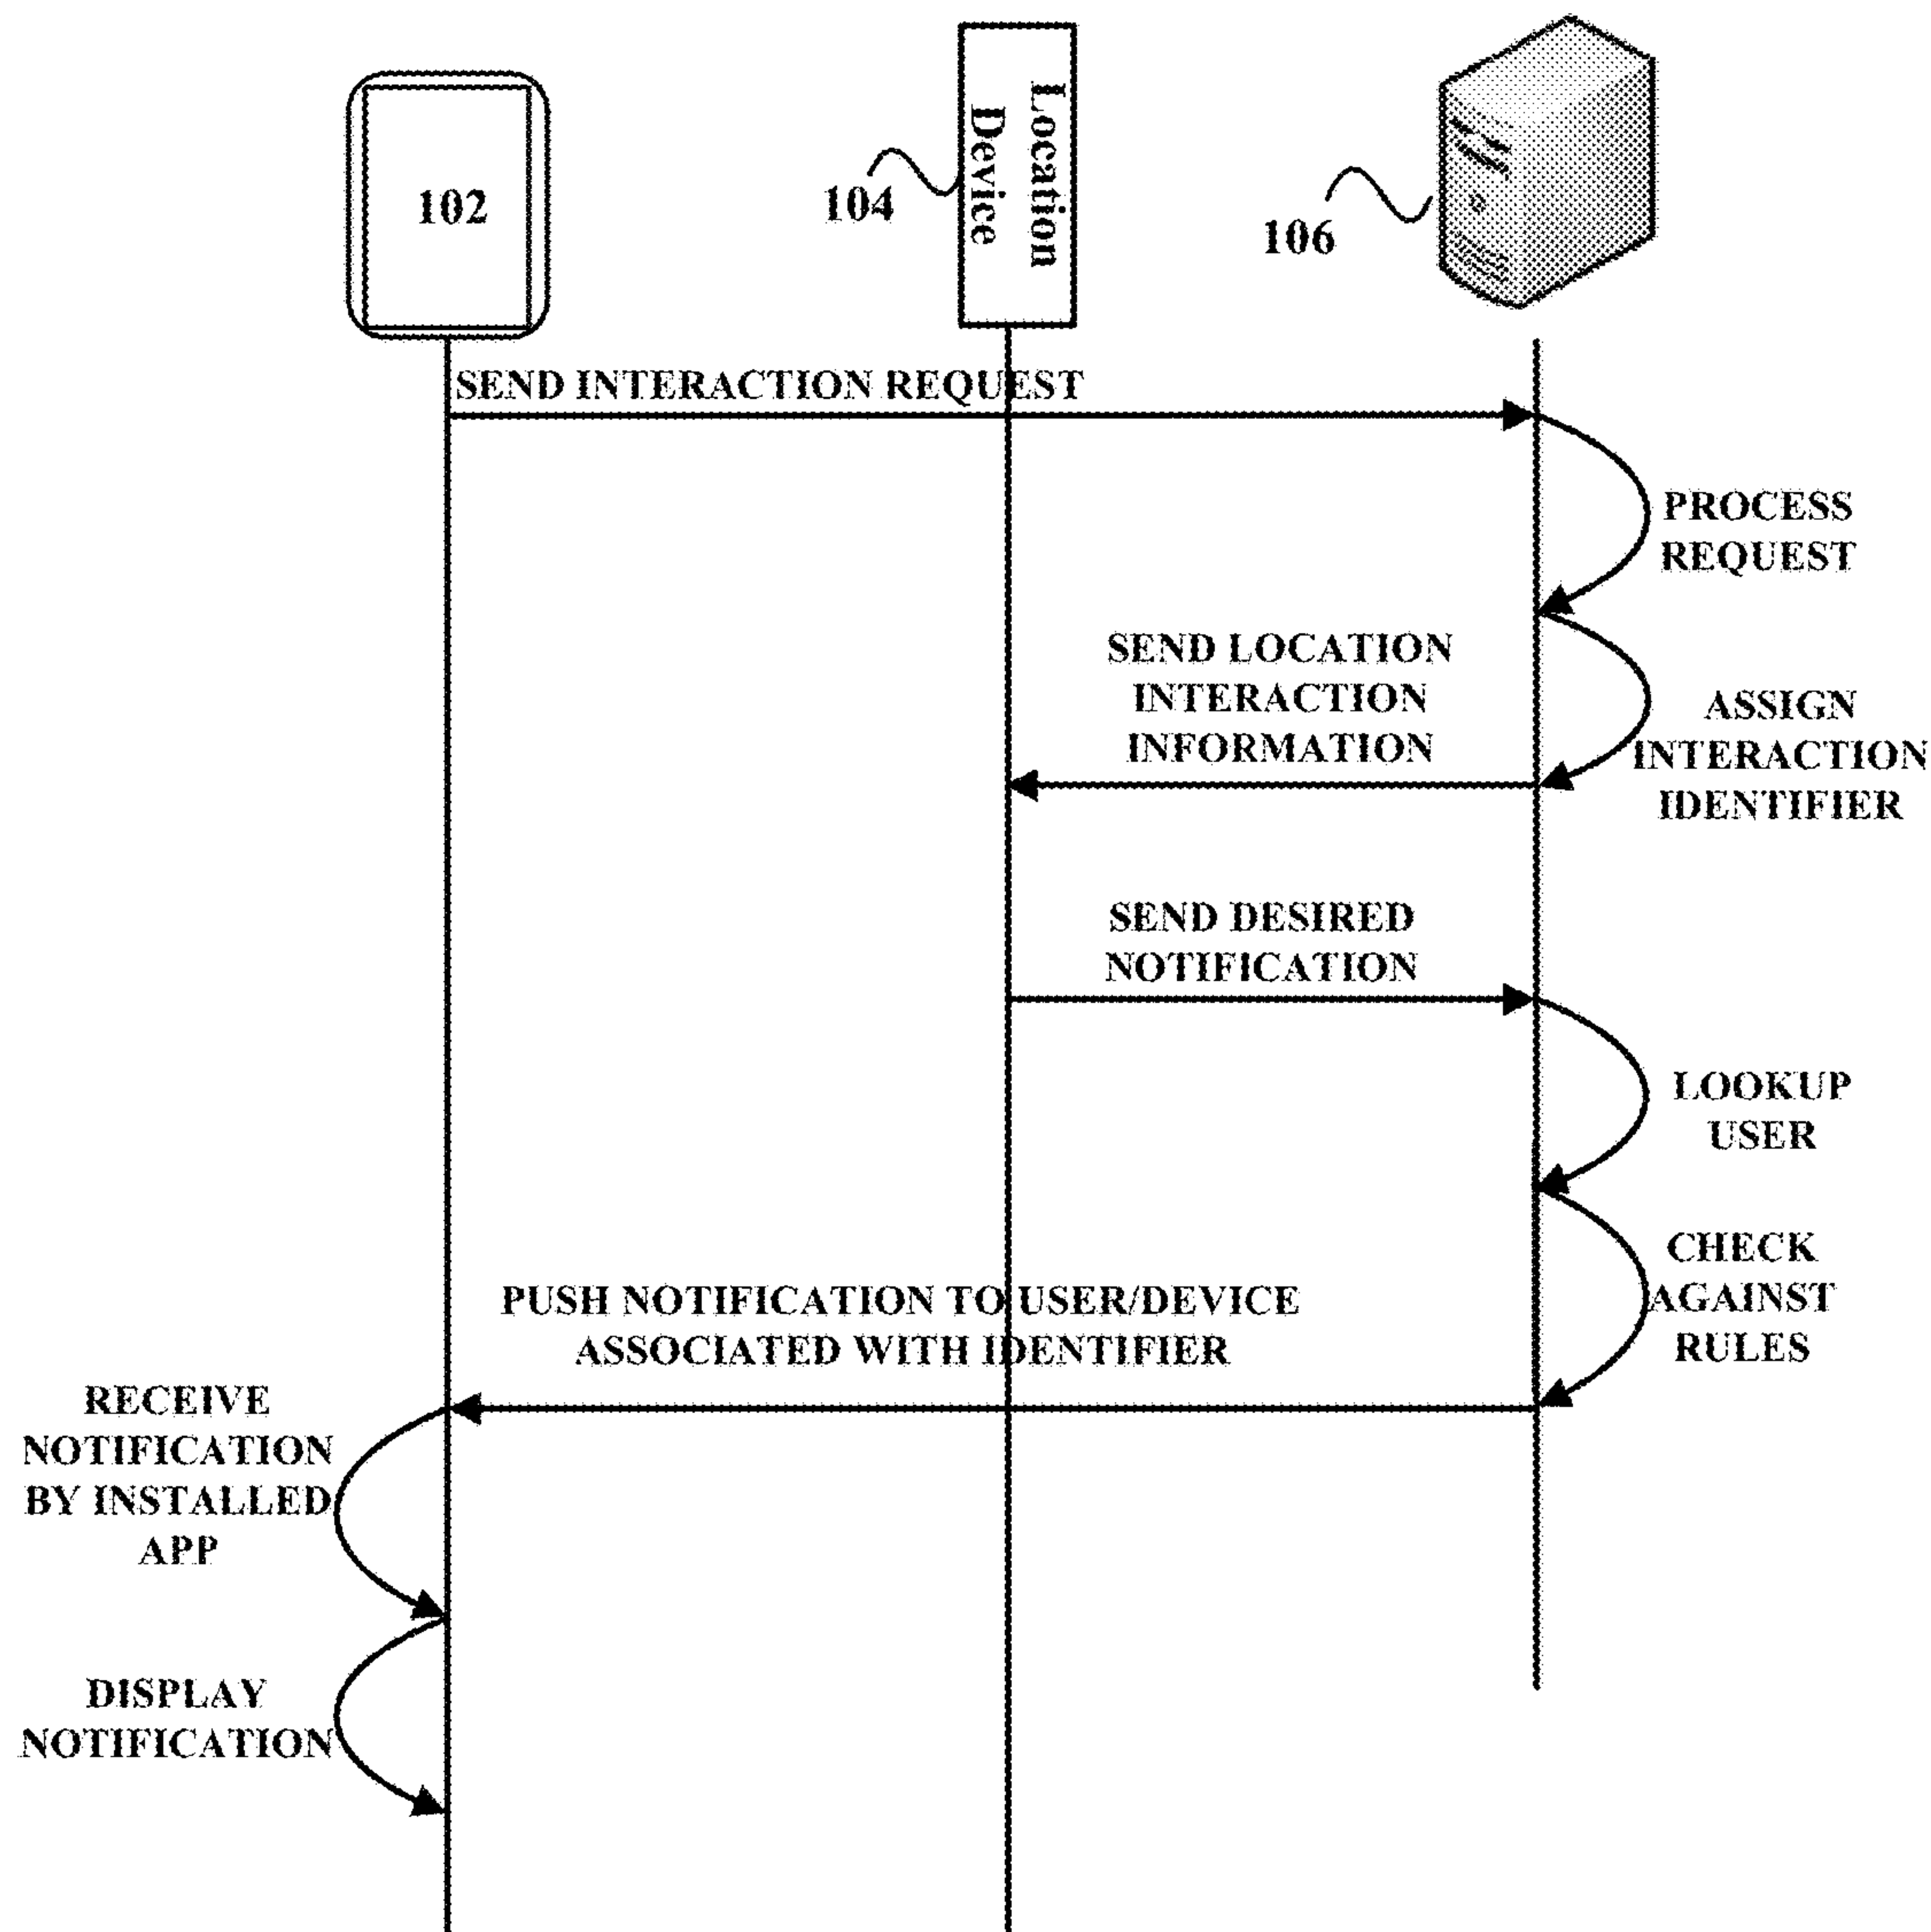 102
104
Location
Device
106
SEND INTERACTION REQUEST
PROCESS
REQUEST
SEND LOCATION
INTERACTION
INFORMATION
ASSIGN
INTERACTION
IDENTIFIER
SEND DESIRED
NOTIFICATION
LOOKUP
USER
CHECK
AGAINST
RULES
PUSH NOTIFICATION TO USER/DEVICE
ASSOCIATED WITH IDENTIFIER
RECEIVE
NOTIFICATION
BY INSTALLED
APP
DISPLAY
NOTIFICATION